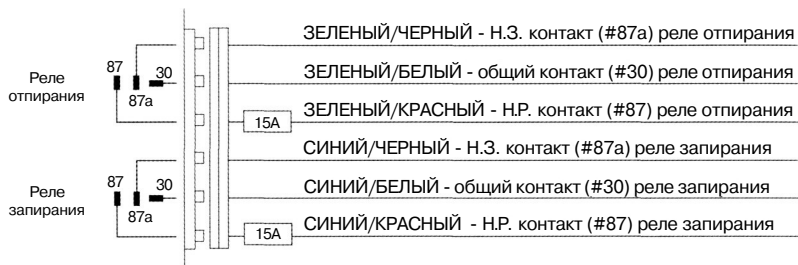 ЗЕЛЕНЫЙ/ЧЕРНЫЙ - Н.З. контакт (#87а) реле отпирания
87
30
87а
Реле
отпирания
ЗЕЛЕНЫЙ/БЕЛЫЙ - общий контакт (#30) реле отпирания
15А
ЗЕЛЕНЫЙ/КРАСНЫЙ - Н.Р. контакт (#87) реле отпирания
СИНИЙ/ЧЕРНЫЙ - Н.З. контакт (#87а) реле запирания
87
30
87а
Реле
запирания
СИНИЙ/БЕЛЫЙ - общий контакт (#30) реле запирания
15А
СИНИЙ/КРАСНЫЙ - Н.Р. контакт (#87) реле запирания